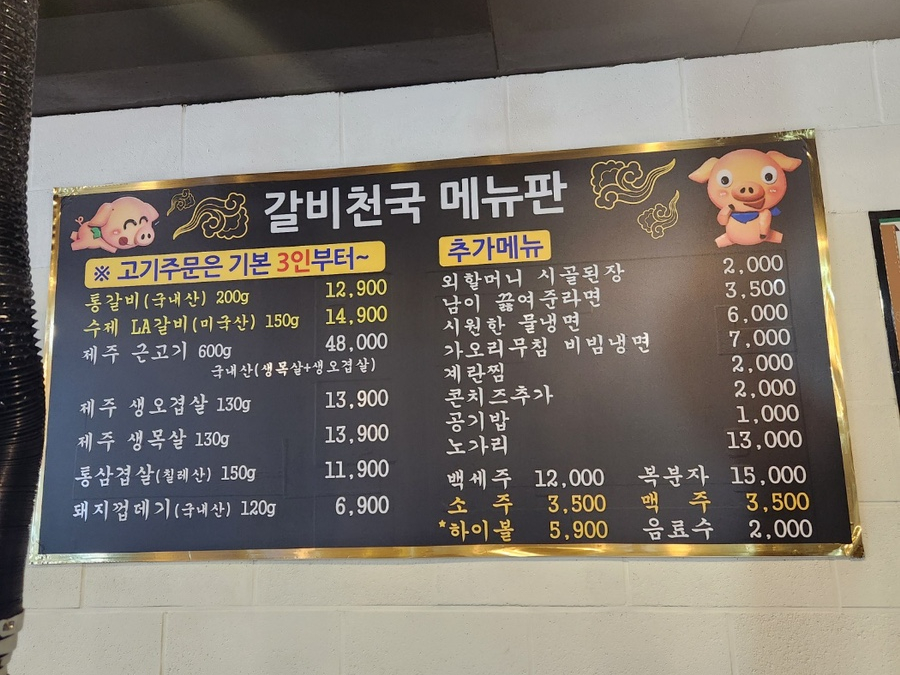 갈비천국 메뉴판
※ 고기주문은 기본 3인부터~
통갈비(국내산) 200g 12,900
수제 LA갈비(미국산) 150g 14,900
제주 근고기 600g 48,000
국내산(생목살+생오겹살)
제주 생오겹살 130g 13,900
제주 생목살 130g 13,900
통삼겹살(칠레산) 150g 11,900
돼지껍데기(국내산) 120g 6,900
추가메뉴
외할머니 시골된장 2,000
남이 끓여준라면 3,500
시원한 물냉면 6,000
가오리무침 비빔냉면 7,000
계란찜 2,000
콘치즈추가 2,000
공기밥 1,000
노가리 13,000
백세주 12,000 복분자 15,000
소 주 3,500 맥 주 3,500
*하이볼 5,900 음료수 2,000